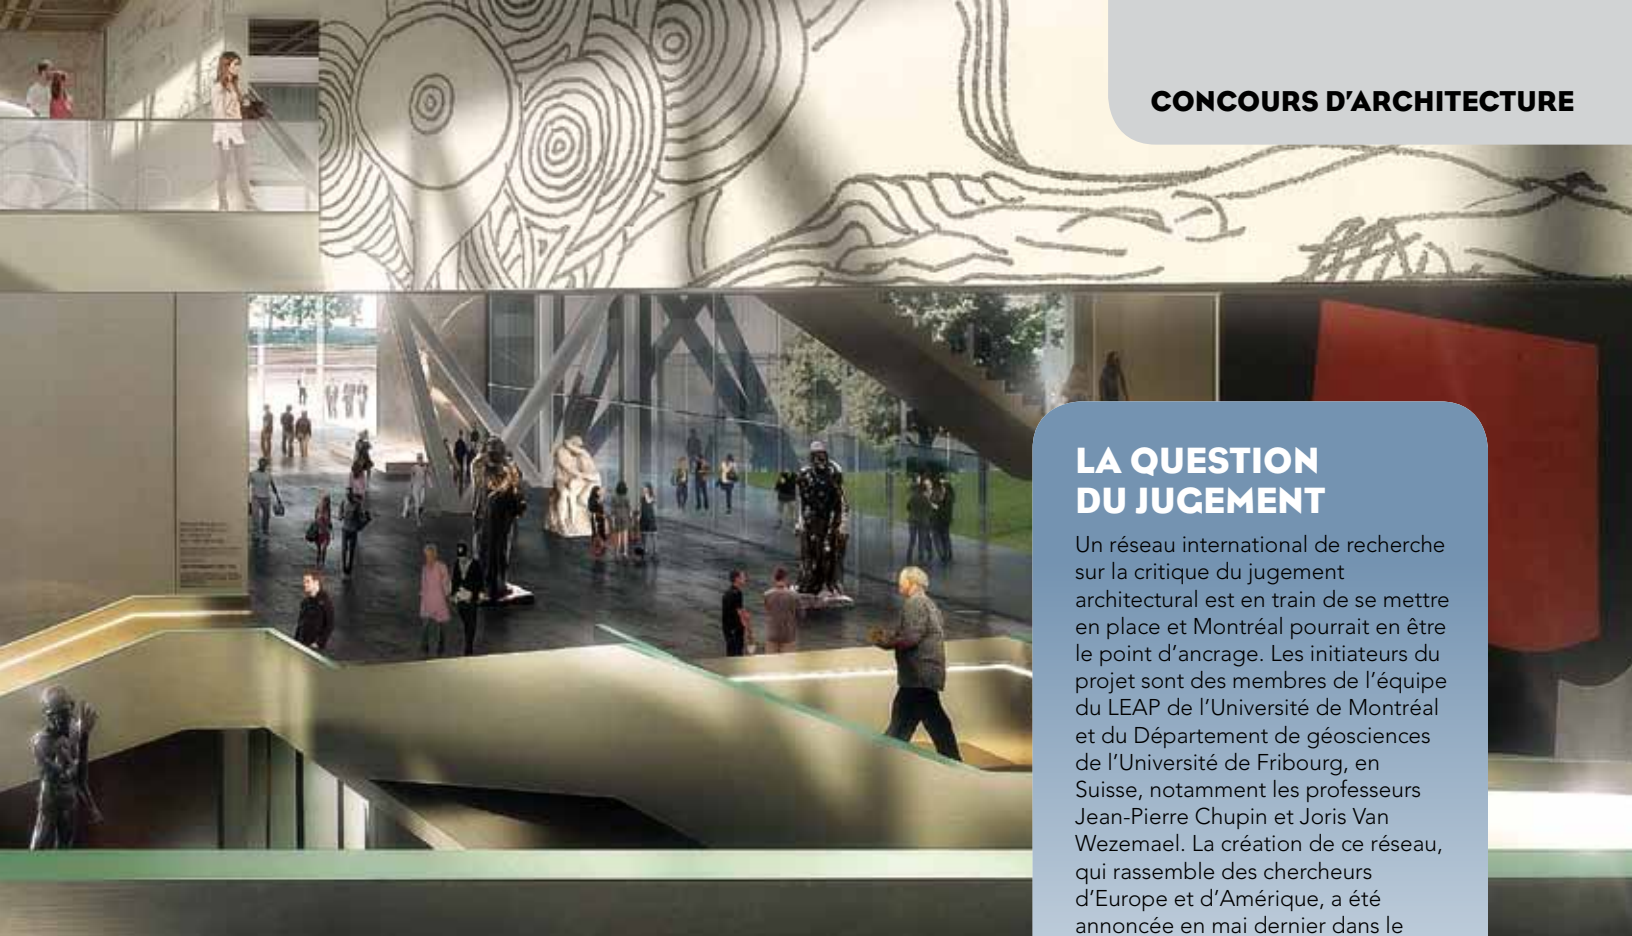 CONCOURS D'ARCHITECTURE
LA QUESTION
DU JUGEMENT
Un réseau international de recherche
sur la critique du jugement
architectural est en train de se mettre
en place et Montréal pourrait en être
le point d'ancrage. Les initiateurs du
projet sont des membres de l'équipe
du LEAP de l'Université de Montréal
et du Département de géosciences
de l'Université de Fribourg, en
Suisse, notamment les professeurs
Jean-Pierre Chupin et Joris Van
Wezemael. La création de ce réseau,
qui rassemble des chercheurs
d'Europe et d'Amérique, a été
annoncée en mai dernier dans le